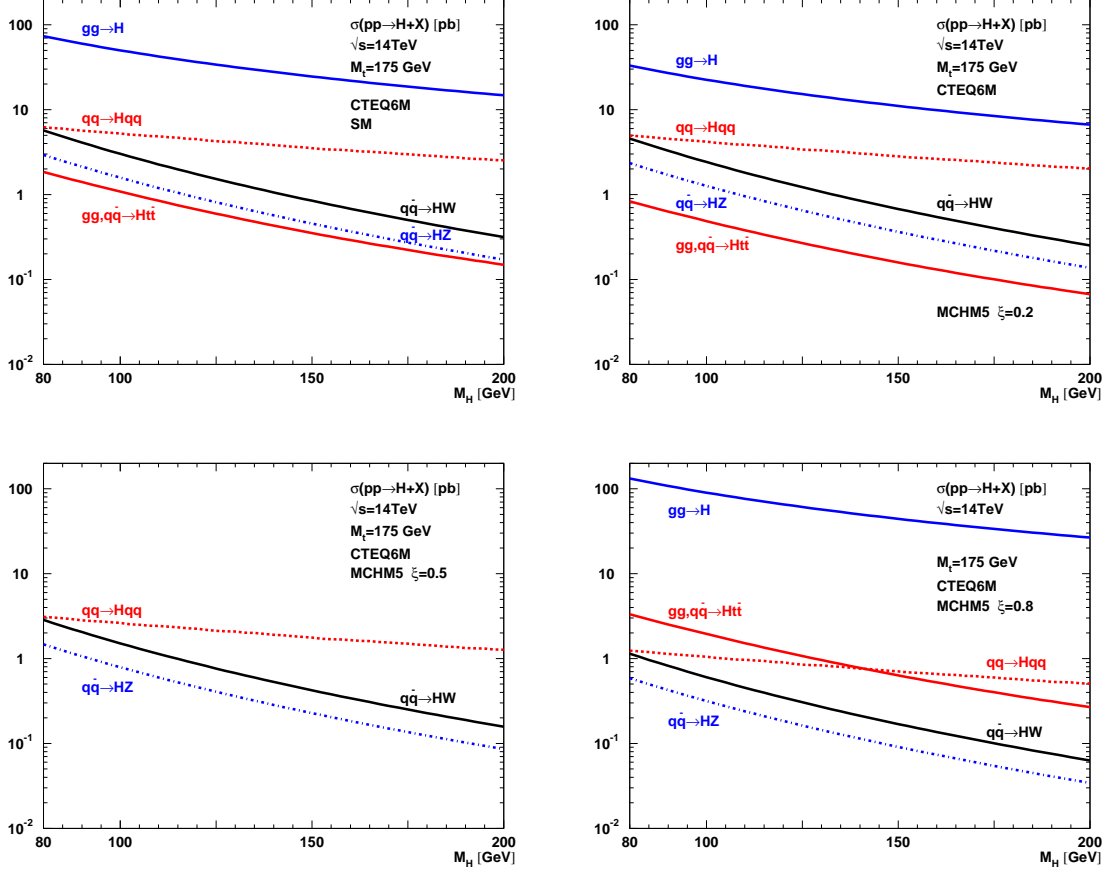 σ(pp→H+X) [pb]
√s=14TeV
M_t=175 GeV
CTEQ6M
SM
gg→H
qq→Hqq
gg,qq̄→Htt̄
qq̄→HW
qq̄→HZ
100
10
1
10⁻¹
10⁻²
80
100
150
200
M_H [GeV]
σ(pp→H+X) [pb]
√s=14TeV
M_t=175 GeV
CTEQ6M
gg→H
qq→Hqq
qq̄→HZ
qq̄→HW
gg,qq̄→Htt̄
MCHM5 ξ=0.2
100
10
1
10⁻¹
10⁻²
80
100
150
200
M_H [GeV]
σ(pp→H+X) [pb]
√s=14TeV
M_t=175 GeV
CTEQ6M
MCHM5 ξ=0.5
qq→Hqq
qq̄→HZ
qq̄→HW
100
10
1
10⁻¹
10⁻²
80
100
150
200
M_H [GeV]
σ(pp→H+X) [pb]
√s=14TeV
gg→H
M_t=175 GeV
CTEQ6M
MCHM5 ξ=0.8
gg,qq̄→Htt̄
qq→Hqq
qq̄→HZ
qq̄→HW
100
10
1
10⁻¹
10⁻²
80
100
150
200
M_H [GeV]